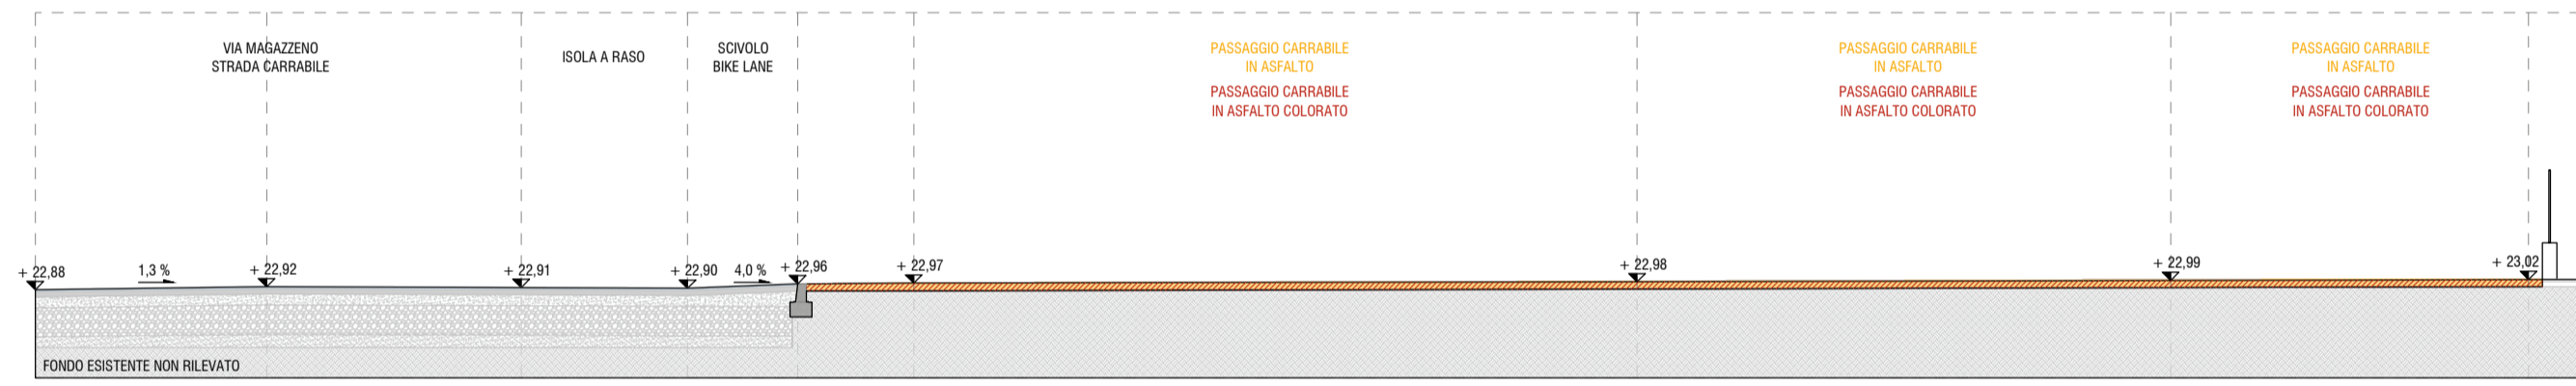 VIA MAGAZZENO
STRADA CARRABILE
ISOLA A RASO
SCIVOLO
BIKE LANE
PASSAGGIO CARRABILE
IN ASFALTO
PASSAGGIO CARRABILE
IN ASFALTO COLORATO
PASSAGGIO CARRABILE
IN ASFALTO
PASSAGGIO CARRABILE
IN ASFALTO COLORATO
PASSAGGIO CARRABILE
IN ASFALTO
PASSAGGIO CARRABILE
IN ASFALTO COLORATO
+ 22,88
1,3 %
+ 22,92
+ 22,91
+ 22,90
4,0 %
+ 22,96
+ 22,97
+ 22,98
+ 22,99
+ 23,02
FONDO ESISTENTE NON RILEVATO